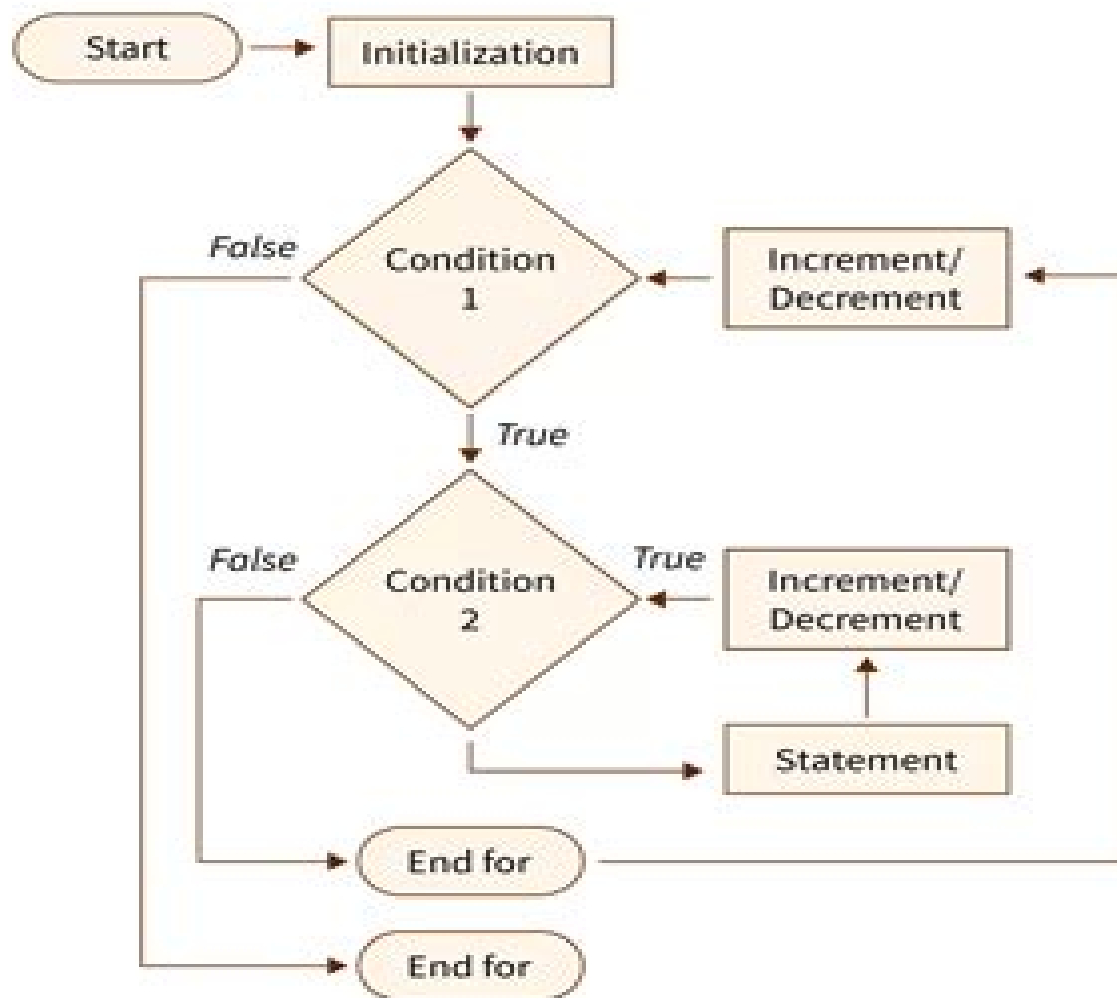 Start
Initialization
False
Condition
1
Increment/
Decrement
True
False
Condition
2
True
Increment/
Decrement
Statement
End for
End for